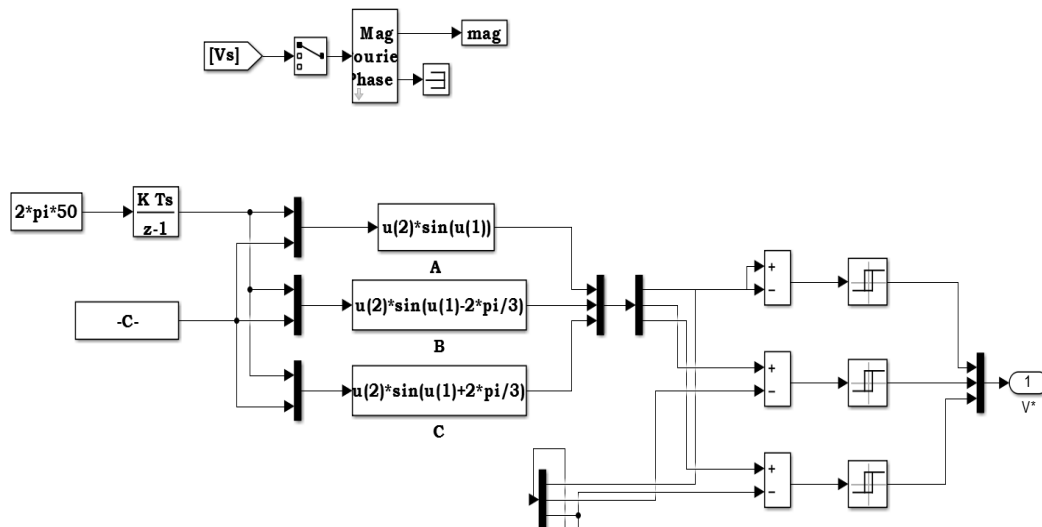 Mag
[Vs]
ourie
mag
Phase
2*pi*50
K Ts
z-1
u(2)*sin(u(1))
A
+
−
-C-
u(2)*sin(u(1)-2*pi/3)
B
+
−
1
V*
u(2)*sin(u(1)+2*pi/3)
C
+
−